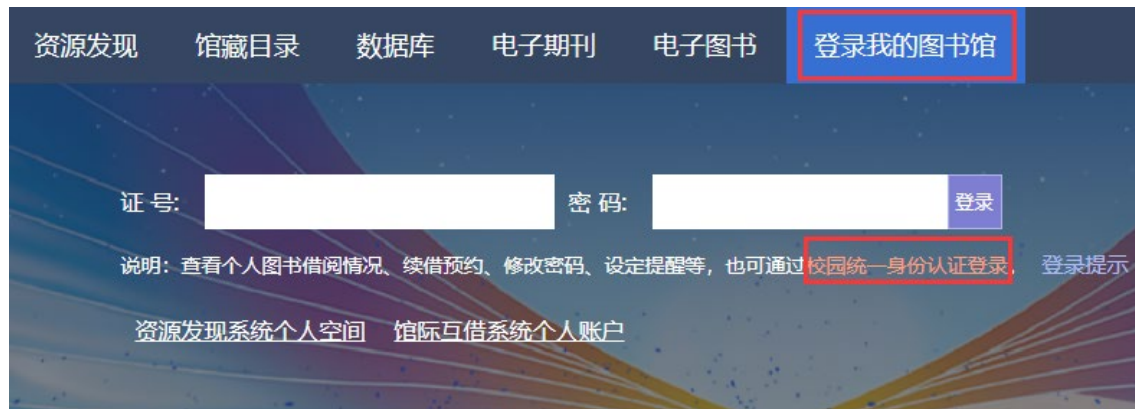 资源发现 馆藏目录 数据库 电子期刊 电子图书 登录我的图书馆
证 号: 密 码: 登录
说明：查看个人图书借阅情况、续借预约、修改密码、设定提醒等，也可通过校园统一身份认证登录。 登录提示
资源发现系统个人空间 馆际互借系统个人账户